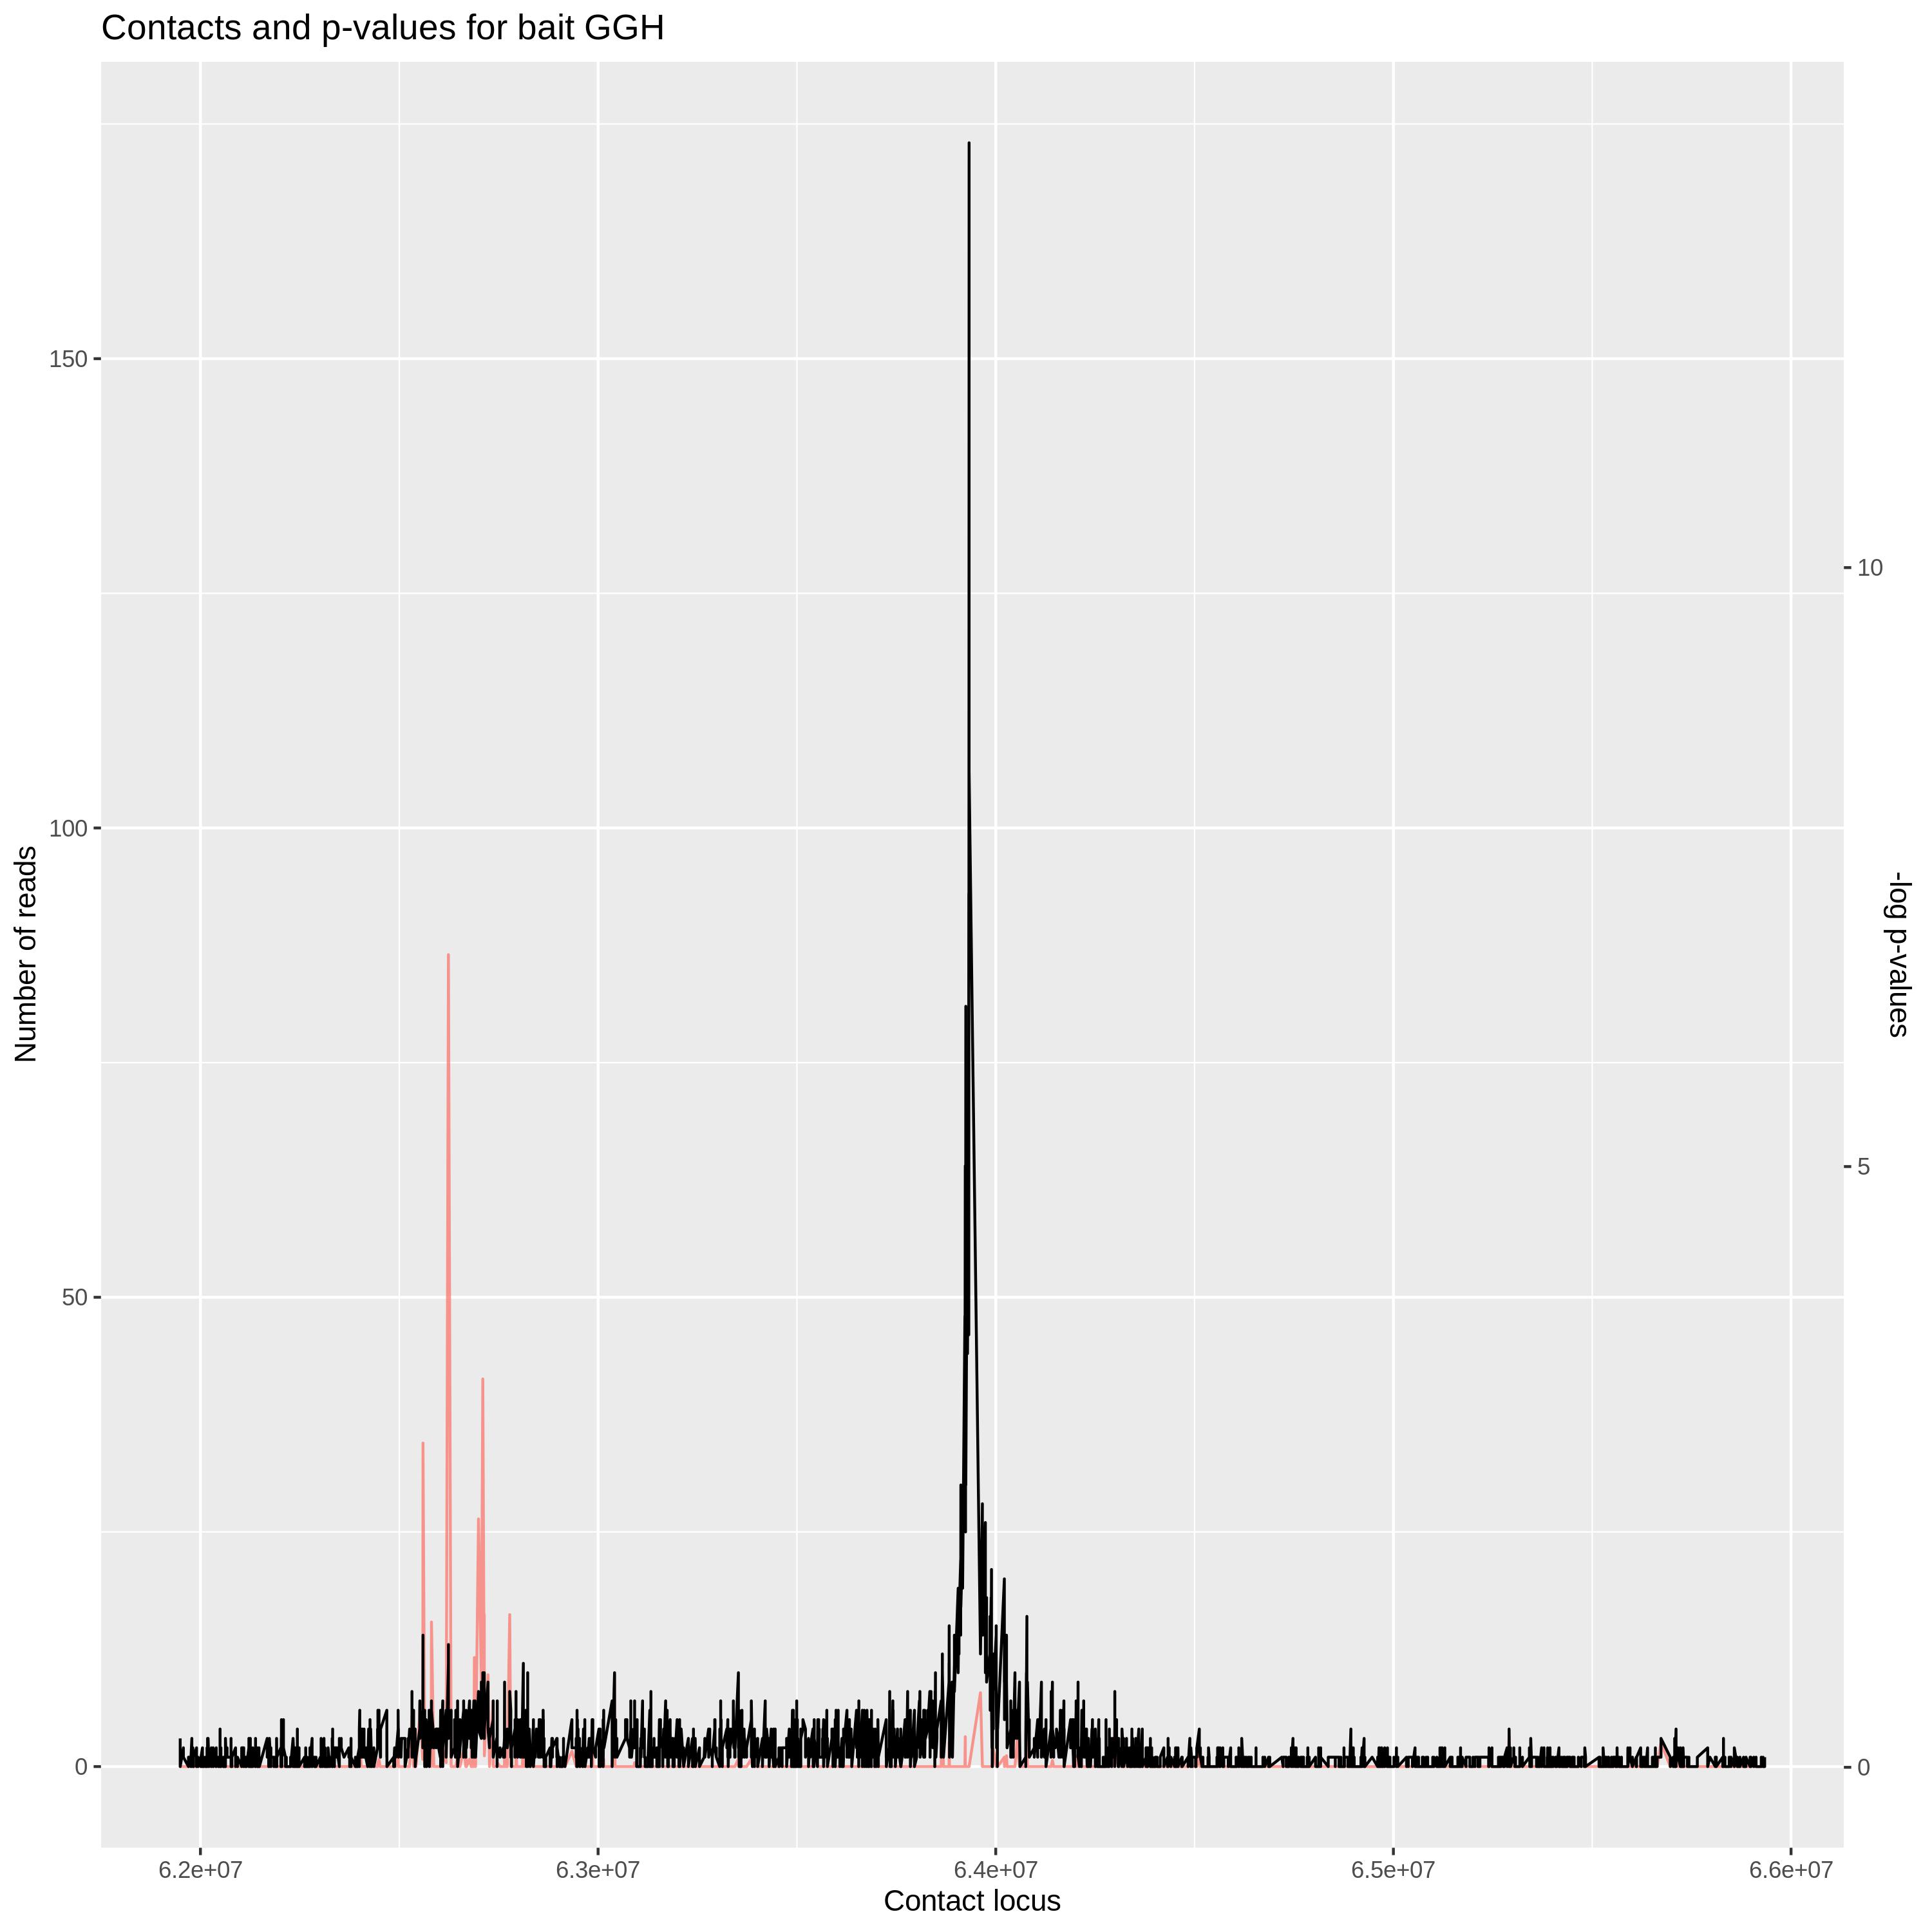 Contacts and p-values for bait GGH
Number of reads
150
100
50
0
10
5
0
-log p-values
6.2e+07
6.3e+07
6.4e+07
6.5e+07
6.6e+07
Contact locus